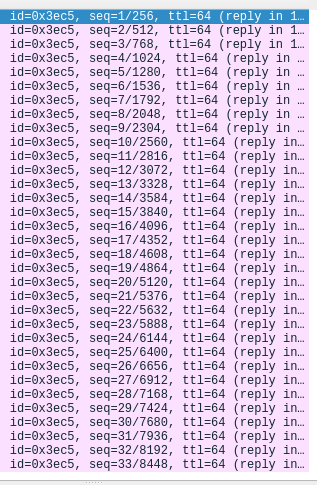 id=0x3ec5, seq=1/256, ttl=64 (reply in 1…
id=0x3ec5, seq=2/512, ttl=64 (reply in 1…
id=0x3ec5, seq=3/768, ttl=64 (reply in 1…
id=0x3ec5, seq=4/1024, ttl=64 (reply in …
id=0x3ec5, seq=5/1280, ttl=64 (reply in …
id=0x3ec5, seq=6/1536, ttl=64 (reply in …
id=0x3ec5, seq=7/1792, ttl=64 (reply in …
id=0x3ec5, seq=8/2048, ttl=64 (reply in …
id=0x3ec5, seq=9/2304, ttl=64 (reply in …
id=0x3ec5, seq=10/2560, ttl=64 (reply in…
id=0x3ec5, seq=11/2816, ttl=64 (reply in…
id=0x3ec5, seq=12/3072, ttl=64 (reply in…
id=0x3ec5, seq=13/3328, ttl=64 (reply in…
id=0x3ec5, seq=14/3584, ttl=64 (reply in…
id=0x3ec5, seq=15/3840, ttl=64 (reply in…
id=0x3ec5, seq=16/4096, ttl=64 (reply in…
id=0x3ec5, seq=17/4352, ttl=64 (reply in…
id=0x3ec5, seq=18/4608, ttl=64 (reply in…
id=0x3ec5, seq=19/4864, ttl=64 (reply in…
id=0x3ec5, seq=20/5120, ttl=64 (reply in…
id=0x3ec5, seq=21/5376, ttl=64 (reply in…
id=0x3ec5, seq=22/5632, ttl=64 (reply in…
id=0x3ec5, seq=23/5888, ttl=64 (reply in…
id=0x3ec5, seq=24/6144, ttl=64 (reply in…
id=0x3ec5, seq=25/6400, ttl=64 (reply in…
id=0x3ec5, seq=26/6656, ttl=64 (reply in…
id=0x3ec5, seq=27/6912, ttl=64 (reply in…
id=0x3ec5, seq=28/7168, ttl=64 (reply in…
id=0x3ec5, seq=29/7424, ttl=64 (reply in…
id=0x3ec5, seq=30/7680, ttl=64 (reply in…
id=0x3ec5, seq=31/7936, ttl=64 (reply in…
id=0x3ec5, seq=32/8192, ttl=64 (reply in…
id=0x3ec5, seq=33/8448, ttl=64 (reply in…